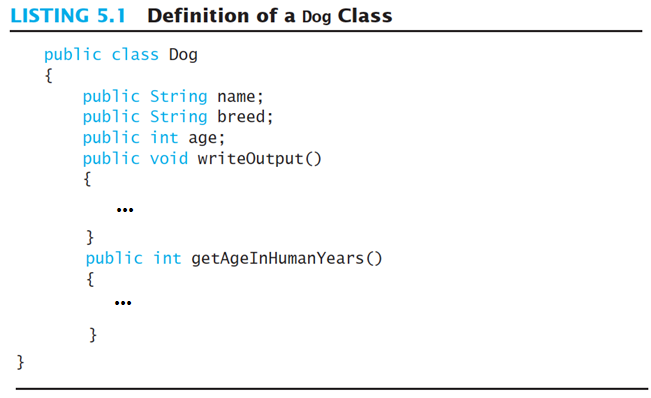 LISTING 5.1 Definition of a Dog Class
public class Dog
{
public String name;
public String breed;
public int age;
public void writeOutput()
{
...
}
public int getAgeInHumanYears()
{
...
}
}